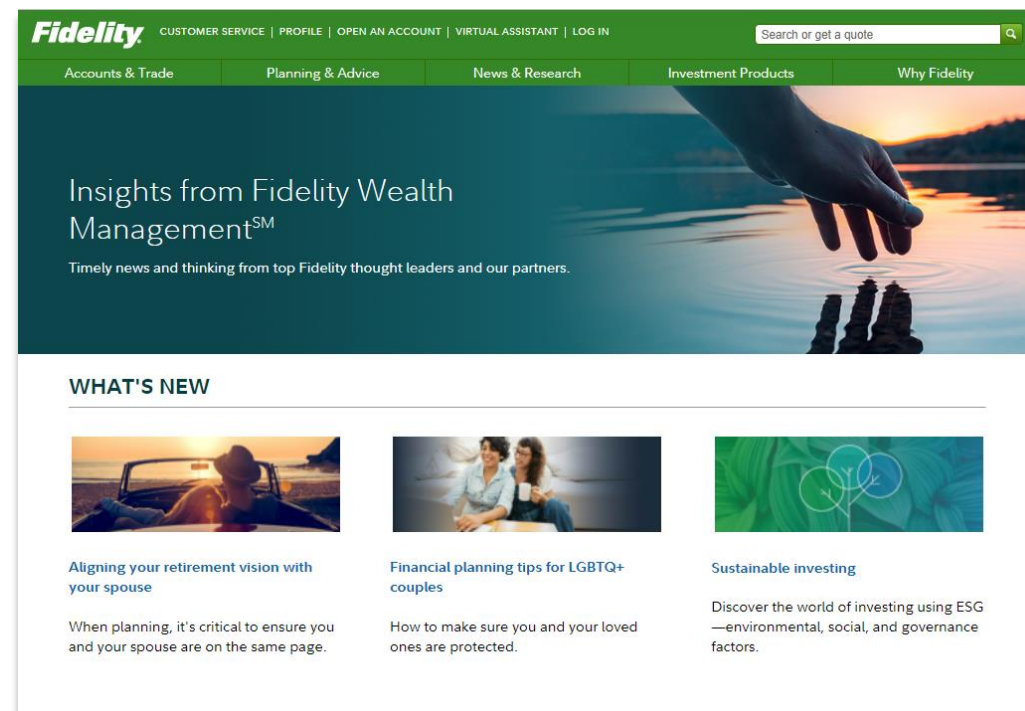 Fidelity CUSTOMER SERVICE | PROFILE | OPEN AN ACCOUNT | VIRTUAL ASSISTANT | LOG IN Search or get a quote
Accounts & Trade Planning & Advice News & Research Investment Products Why Fidelity
Insights from Fidelity Wealth
Management℠
Timely news and thinking from top Fidelity thought leaders and our partners.
WHAT'S NEW
Aligning your retirement vision with
your spouse
When planning, it's critical to ensure you
and your spouse are on the same page.
Financial planning tips for LGBTQ+
couples
How to make sure you and your loved
ones are protected.
Sustainable investing
Discover the world of investing using ESG
—environmental, social, and governance
factors.